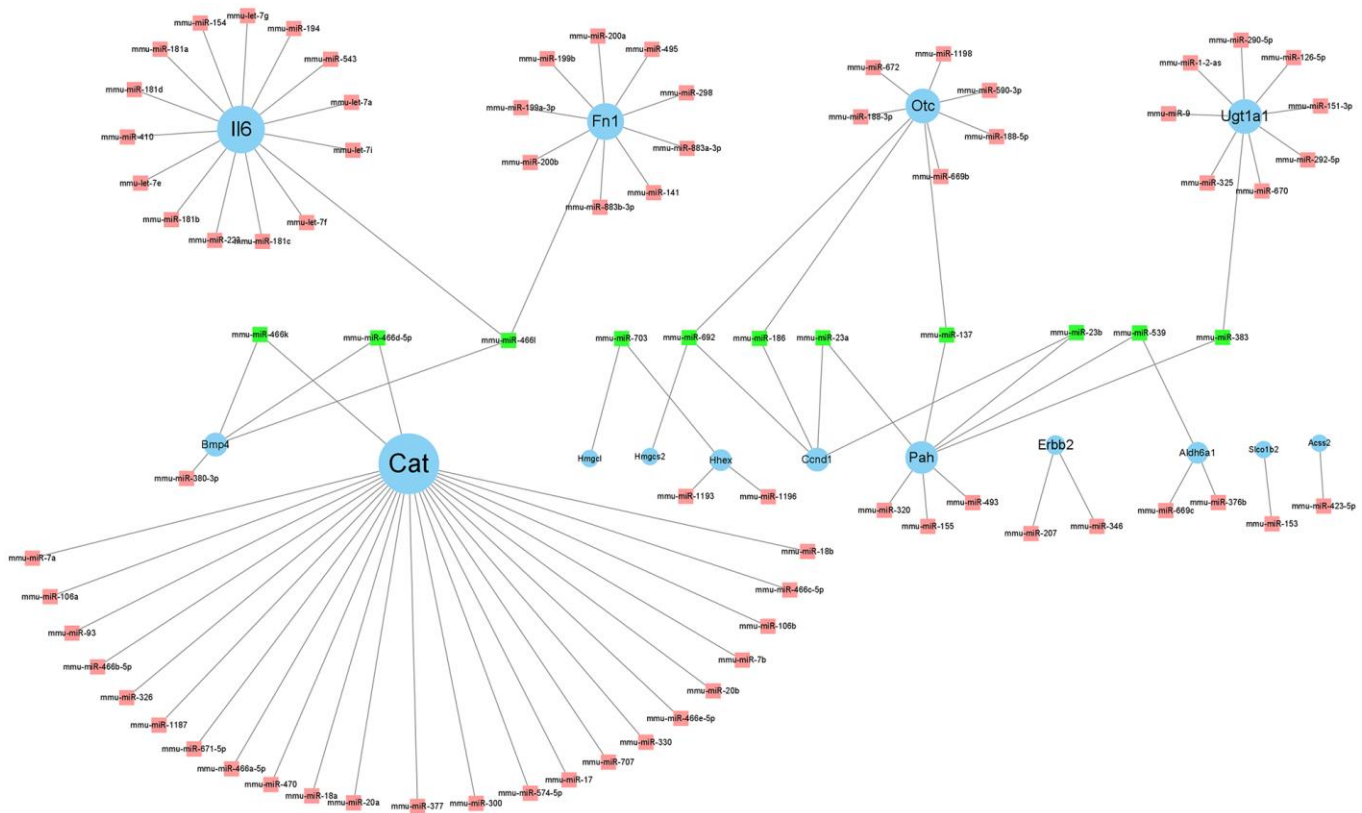 mmu-let-7g
mmu-miR-154
mmu-miR-194
mmu-miR-181a
mmu-miR-543
mmu-miR-181d
mmu-let-7a
mmu-miR-410
Il6
mmu-let-7i
mmu-let-7e
mmu-miR-181b
mmu-let-7f
mmu-miR-181c
mmu-miR-200a
mmu-miR-495
mmu-miR-199b
mmu-miR-298
mmu-miR-199a-3p
Fn1
mmu-miR-883a-3p
mmu-miR-200b
mmu-miR-141
mmu-miR-883b-3p
mmu-miR-1198
mmu-miR-672
mmu-miR-590-3p
Otc
mmu-miR-188-3p
mmu-miR-188-5p
mmu-miR-669b
mmu-miR-290-5p
mmu-miR-1-2-as
mmu-miR-126-5p
mmu-miR-151-3p
mmu-miR-9
Ugt1a1
mmu-miR-292-5p
mmu-miR-325
mmu-miR-670
mmu-miR-466k
mmu-miR-466d-5p
mmu-miR-466l
mmu-miR-703
mmu-miR-692
mmu-miR-186
mmu-miR-23a
mmu-miR-137
mmu-miR-23b
mmu-miR-539
mmu-miR-383
Bmp4
mmu-miR-380-3p
Cat
Hmgcl
Hmgcs2
Hhex
Ccnd1
Pah
Erbb2
Aldh6a1
Slco1b2
Acss2
mmu-miR-1193
mmu-miR-1196
mmu-miR-320
mmu-miR-493
mmu-miR-155
mmu-miR-207
mmu-miR-346
mmu-miR-669c
mmu-miR-376b
mmu-miR-153
mmu-miR-423-5p
mmu-miR-7a
mmu-miR-18b
mmu-miR-106a
mmu-miR-466c-5p
mmu-miR-93
mmu-miR-106b
mmu-miR-466b-5p
mmu-miR-7b
mmu-miR-326
mmu-miR-20b
mmu-miR-1187
mmu-miR-466e-5p
mmu-miR-671-5p
mmu-miR-330
mmu-miR-466a-5p
mmu-miR-707
mmu-miR-470
mmu-miR-17
mmu-miR-18a
mmu-miR-574-5p
mmu-miR-20a
mmu-miR-377
mmu-miR-300